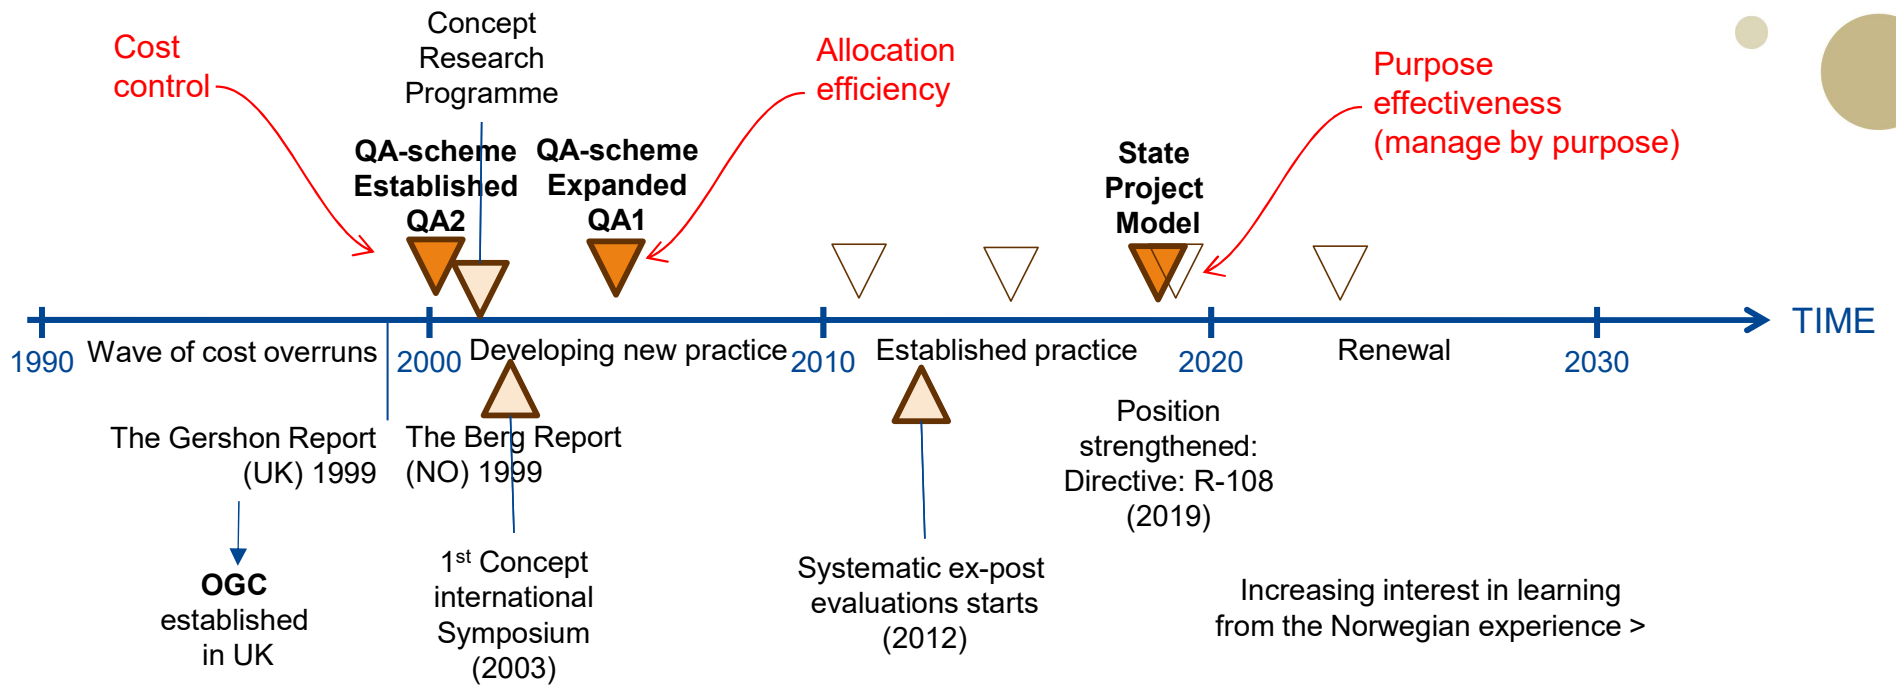 Concept
Research
Programme
Cost
control
Allocation
efficiency
Purpose
effectiveness
(manage by purpose)
QA-scheme
Established
QA2
QA-scheme
Expanded
QA1
State
Project
Model
TIME
1990
Wave of cost overruns
2000
Developing new practice
2010
Established practice
2020
Renewal
2030
The Gershon Report
(UK) 1999
The Berg Report
(NO) 1999
Position
strengthened:
Directive: R-108
(2019)
OGC
established
in UK
1st Concept
international
Symposium
(2003)
Systematic ex-post
evaluations starts
(2012)
Increasing interest in learning
from the Norwegian experience >